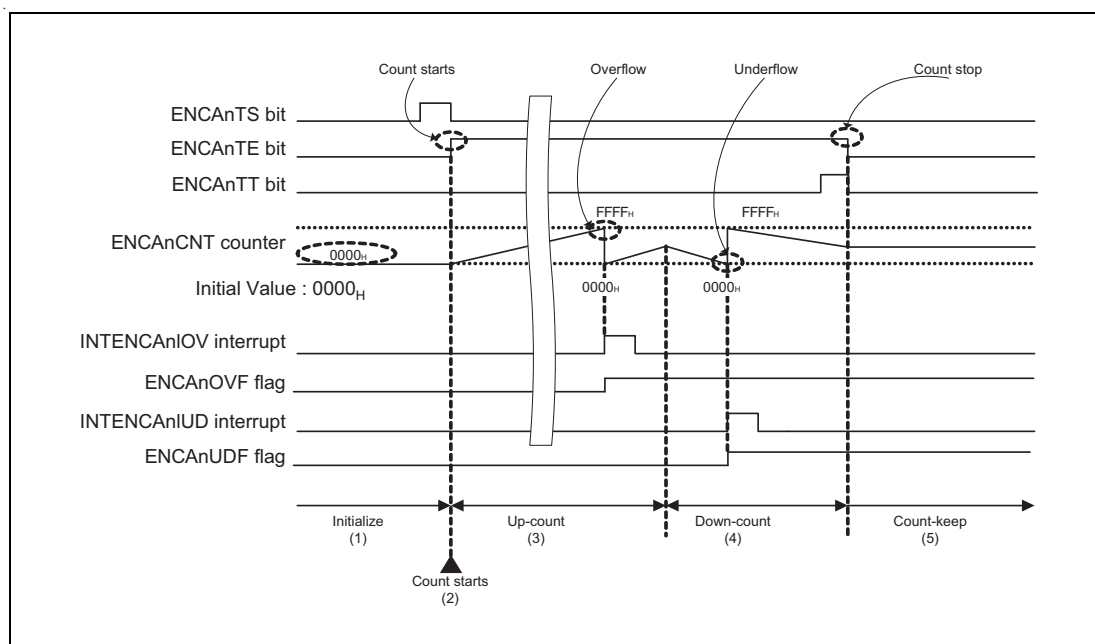 Count starts Overflow Underflow Count stop
ENCAnTS bit
ENCAnTE bit
ENCAnTT bit
FFFFH FFFFH
ENCAnCNT counter
0000H
Initial Value : 0000H
0000H 0000H
INTENCAnIOV interrupt
ENCAnOVF flag
INTENCAnIUD interrupt
ENCAnUDF flag
Initialize Up-count Down-count Count-keep
(1) (3) (4) (5)
Count starts
(2)